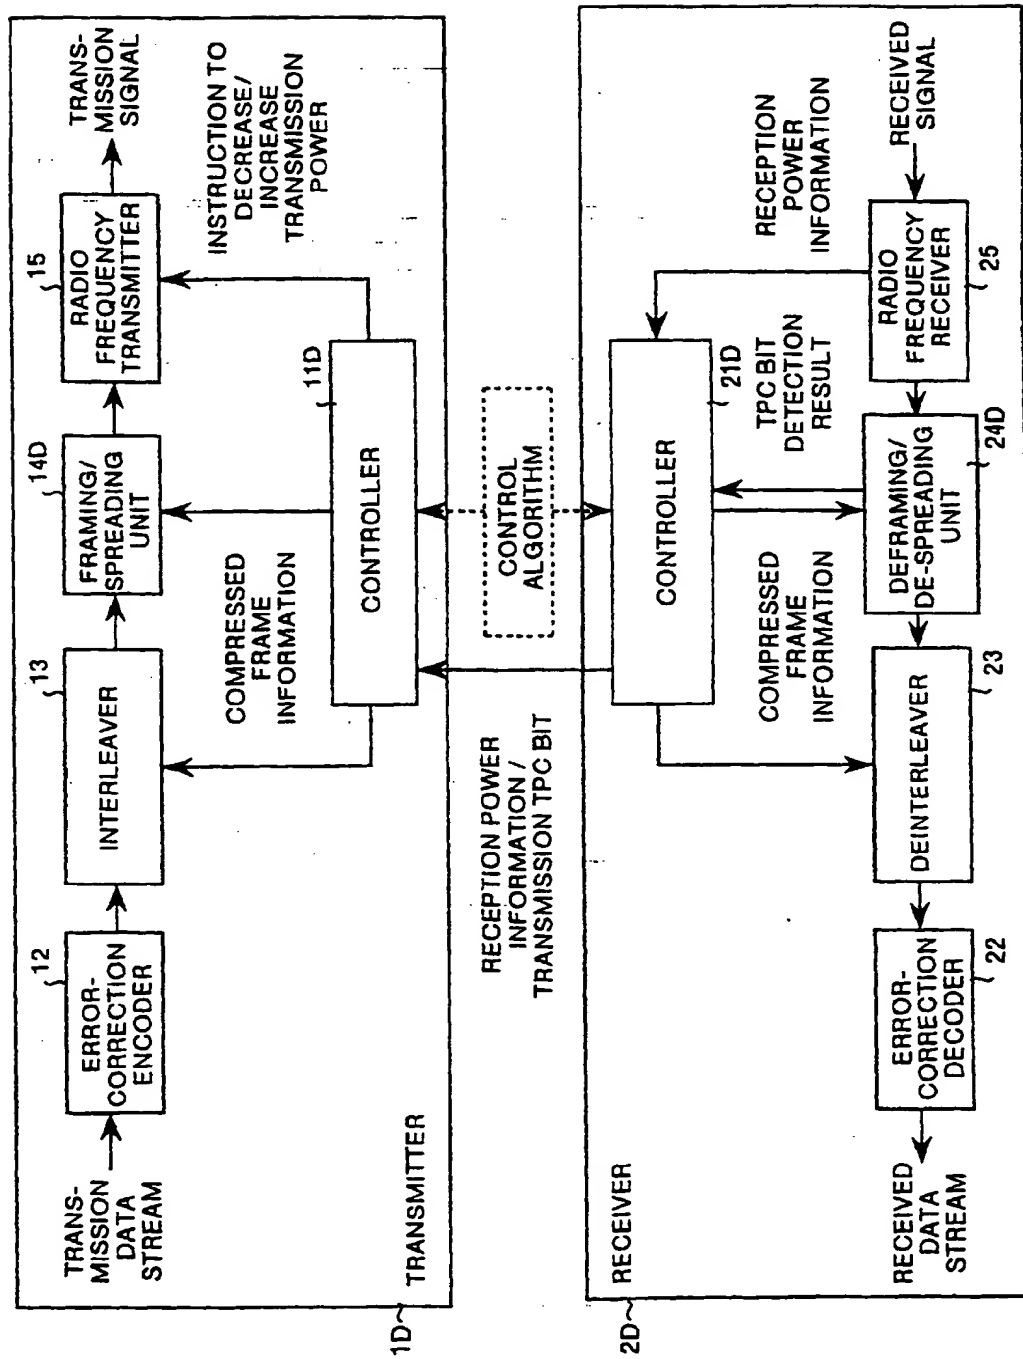 1D
TRANSMITTER
TRANS-
MISSION
DATA
STREAM
12
ERROR-
CORRECTION
ENCODER
13
INTERLEAVER
14D
FRAMING/
SPREADING
UNIT
15
RADIO
FREQUENCY
TRANSMITTER
TRANS-
MISSION
SIGNAL
COMPRESSED
FRAME
INFORMATION
INSTRUCTION TO
DECREASE/
INCREASE
TRANSMISSION
POWER
11D
CONTROLLER
RECEPTION POWER
INFORMATION /
TRANSMISSION TPC BIT
CONTROL
ALGORITHM
2D
RECEIVER
CONTROLLER
21D
COMPRESSED
FRAME
INFORMATION
TPC BIT
DETECTION
RESULT
RECEPTION
POWER
INFORMATION
RECEIVED
DATA
STREAM
ERROR-
CORRECTION
DECODER
22
DEINTERLEAVER
23
DEFRAMING/
DE-SPREADING
UNIT
24D
RADIO
FREQUENCY
RECEIVER
25
RECEIVED
SIGNAL